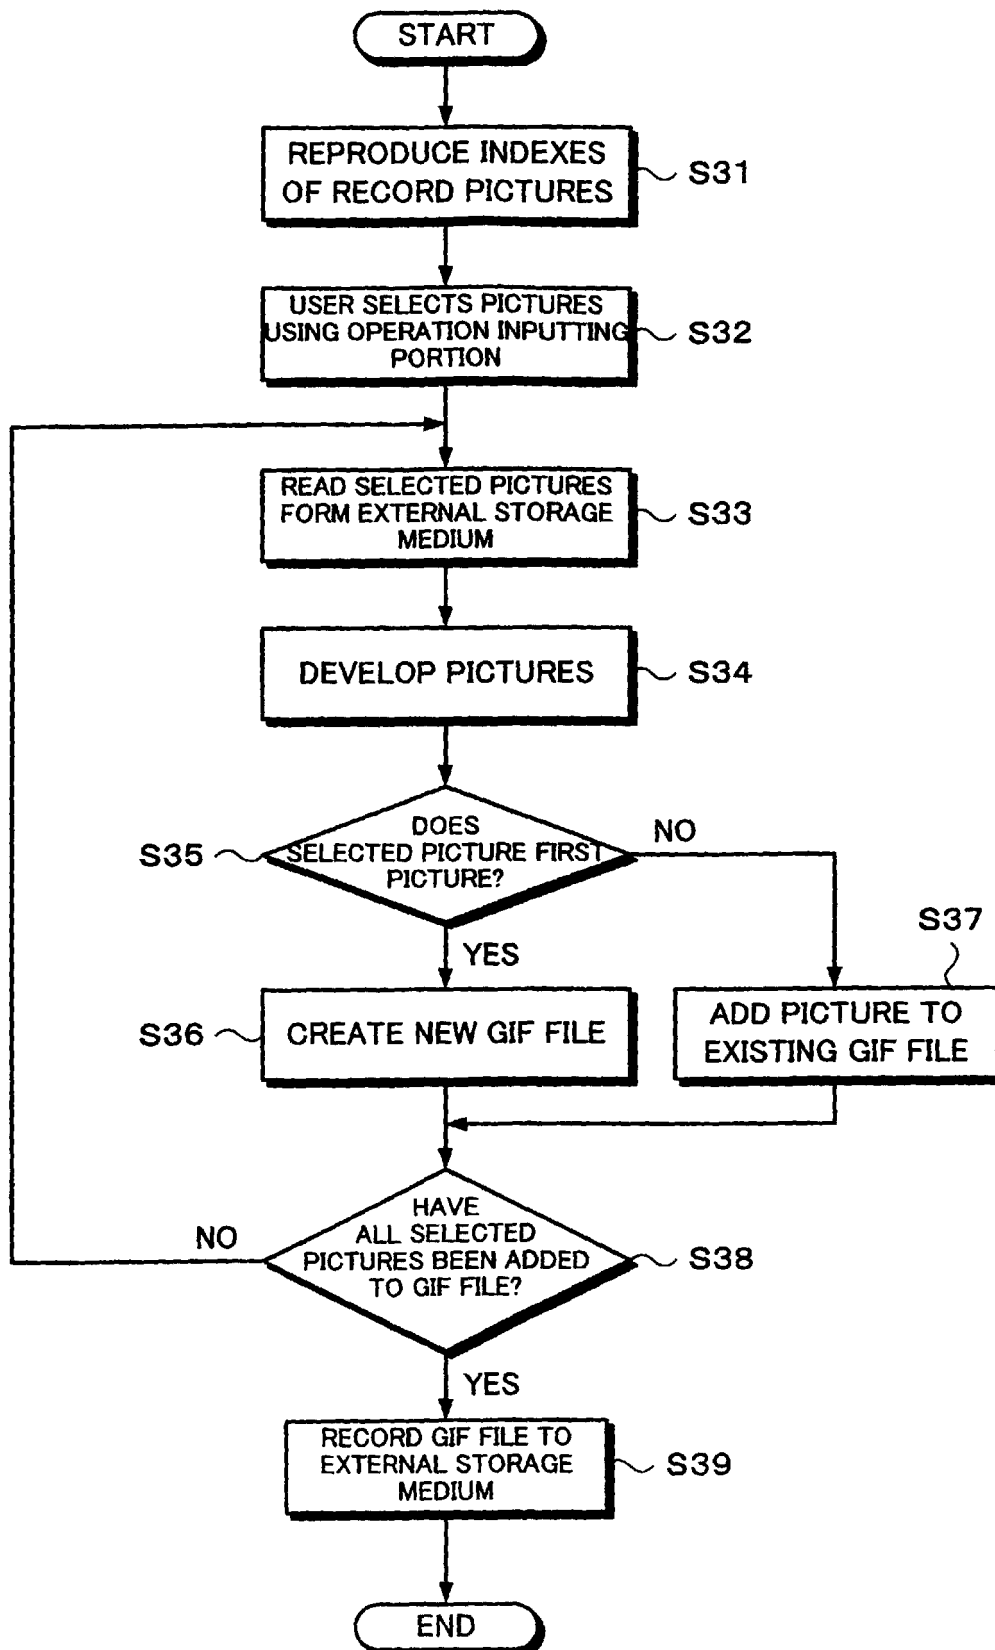 START
REPRODUCE INDEXES
OF RECORD PICTURES
S31
USER SELECTS PICTURES
USING OPERATION INPUTTING
PORTION
S32
READ SELECTED PICTURES
FORM EXTERNAL STORAGE
MEDIUM
S33
DEVELOP PICTURES
S34
DOES
SELECTED PICTURE FIRST
PICTURE?
S35
NO
YES
S37
CREATE NEW GIF FILE
S36
ADD PICTURE TO
EXISTING GIF FILE
HAVE
ALL SELECTED
PICTURES BEEN ADDED
TO GIF FILE?
NO
S38
YES
RECORD GIF FILE TO
EXTERNAL STORAGE
MEDIUM
S39
END